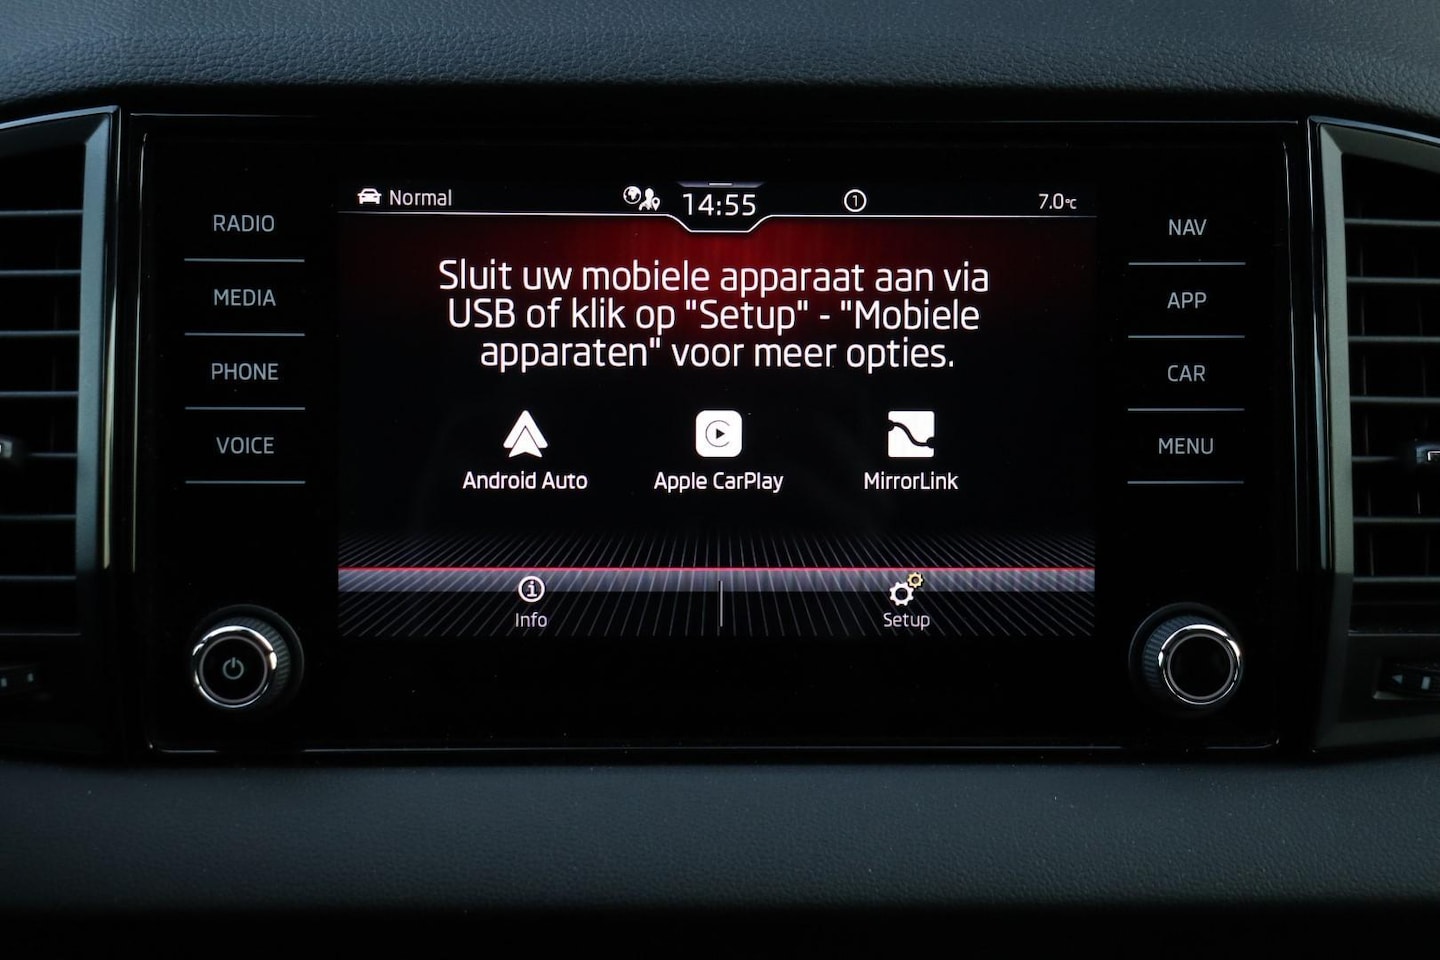 Normal
14:55
1
7.0°C
RADIO
MEDIA
PHONE
VOICE
Sluit uw mobiele apparaat aan via
USB of klik op "Setup" - "Mobiele
apparaten" voor meer opties.
Android Auto
Apple CarPlay
MirrorLink
Info
Setup
NAV
APP
CAR
MENU